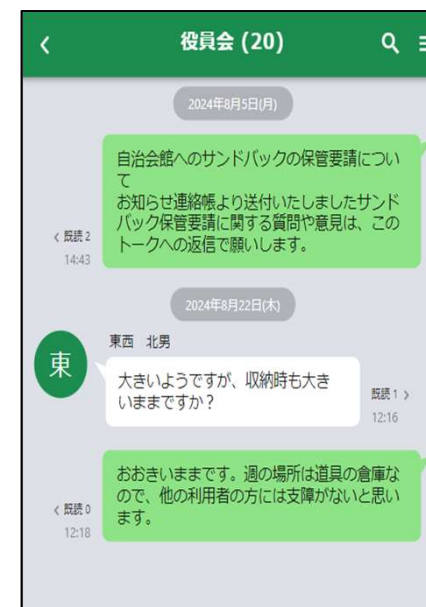 役員会 (20)
2024年8月5日(月)
自治会館へのサンドバックの保管要請につい
て
お知らせ連絡帳より送付いたしましたサンド
バック保管要請に関する質問や意見は、この
トークへの返信で願いします。
既読 2
14:43
2024年8月22日(木)
東西 北男
東
大きいようですが、収納時も大き
いままですか？
既読 1
12:16
おおきいままです。週の場所は道具の倉庫な
ので、他の利用者の方には支障がないと思い
ます。
既読 0
12:18